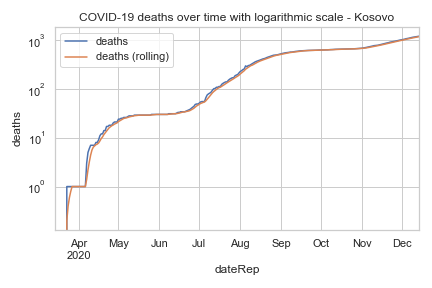 COVID-19 deaths over time with logarithmic scale - Kosovo
deaths
deaths (rolling)
10³
10²
10¹
10⁰
deaths
Apr May Jun Jul Aug Sep Oct Nov Dec
2020
dateRep